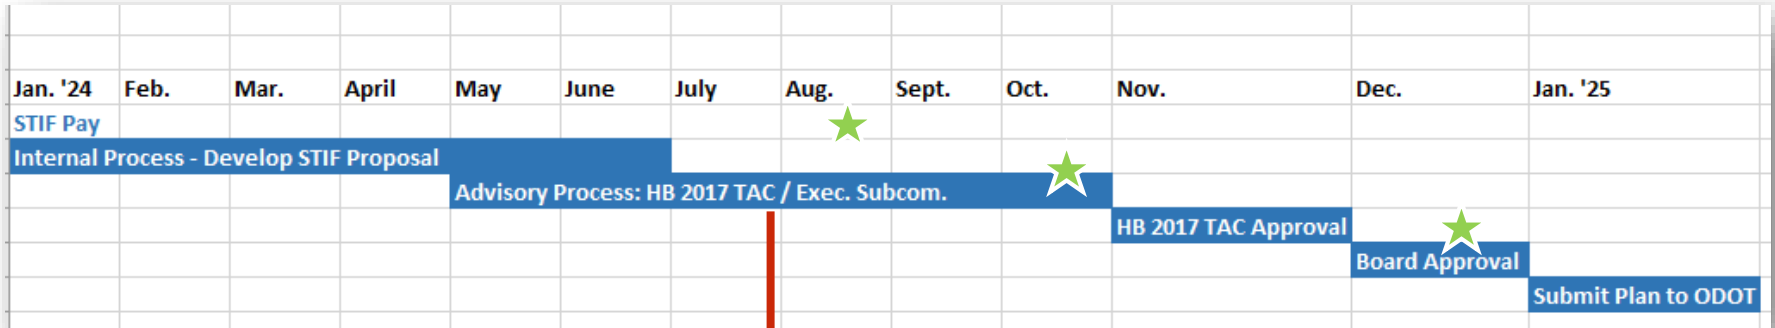 Jan. '24 Feb. Mar. April May June July Aug. Sept. Oct. Nov. Dec. Jan. '25
STIF Pay
Internal Process - Develop STIF Proposal
Advisory Process: HB 2017 TAC / Exec. Subcom.
HB 2017 TAC Approval
Board Approval
Submit Plan to ODOT